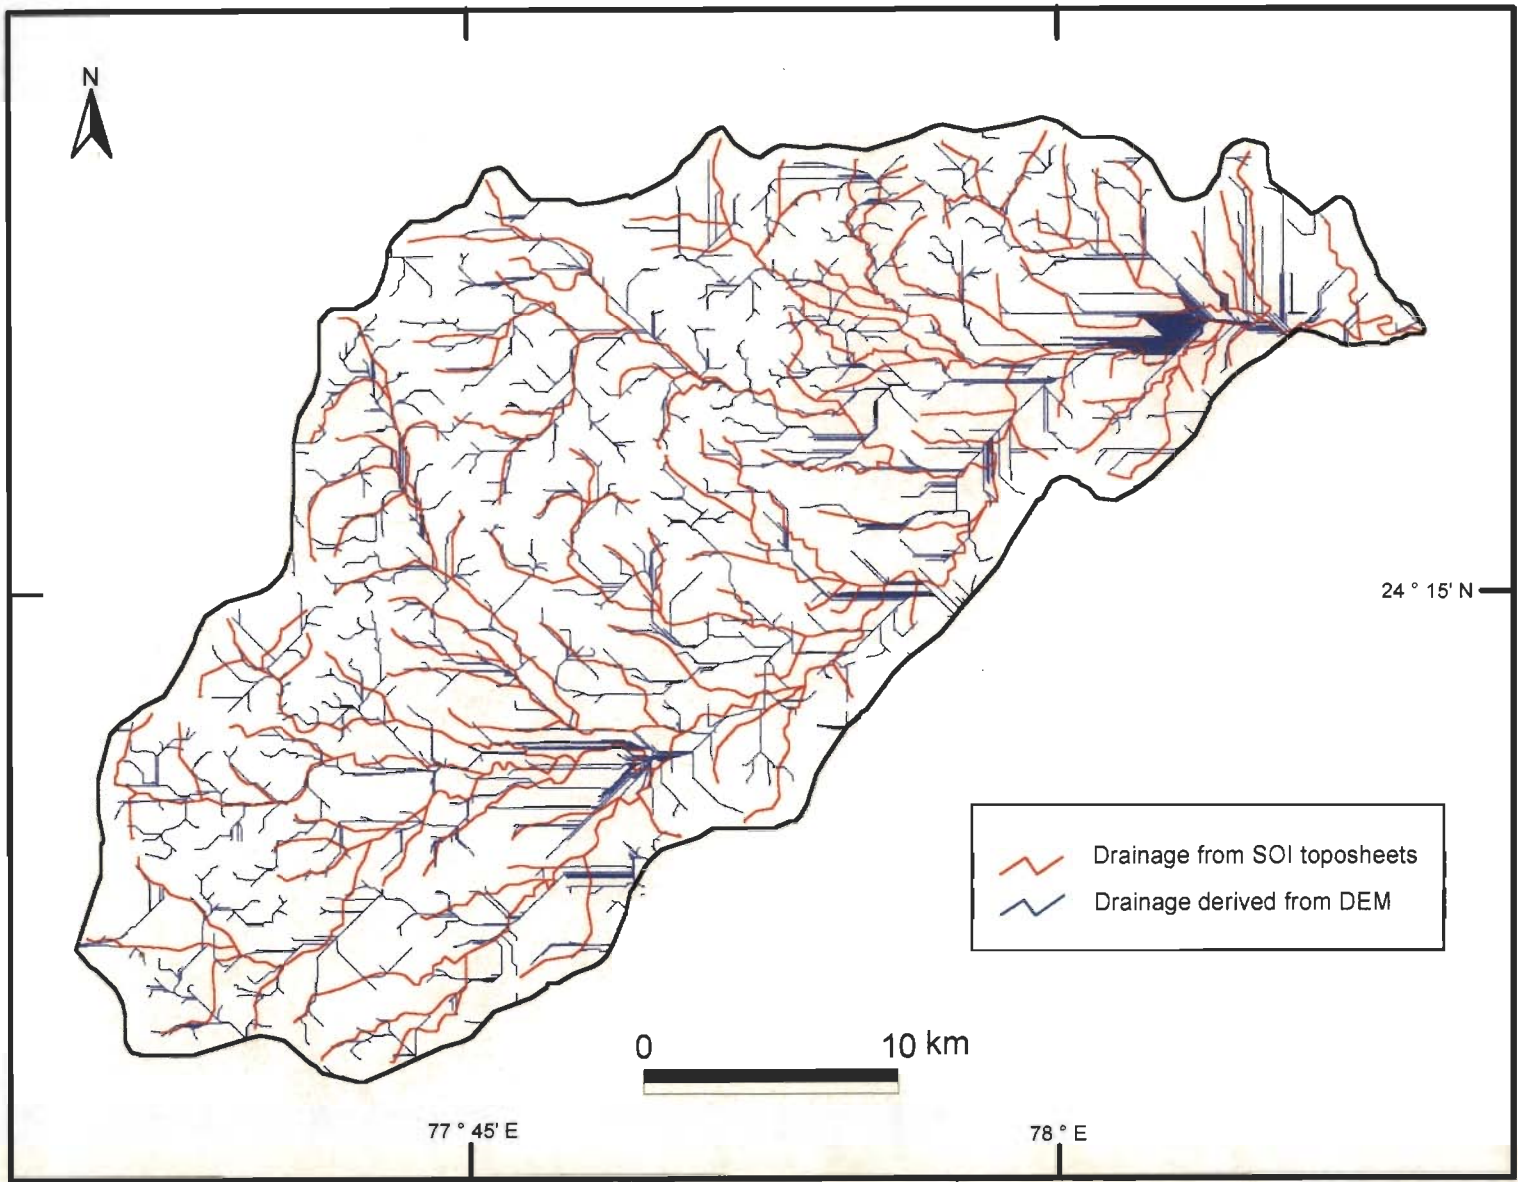 N
24 ° 15' N
Drainage from SOI toposheets
Drainage derived from DEM
0 10 km
77 ° 45' E
78 ° E